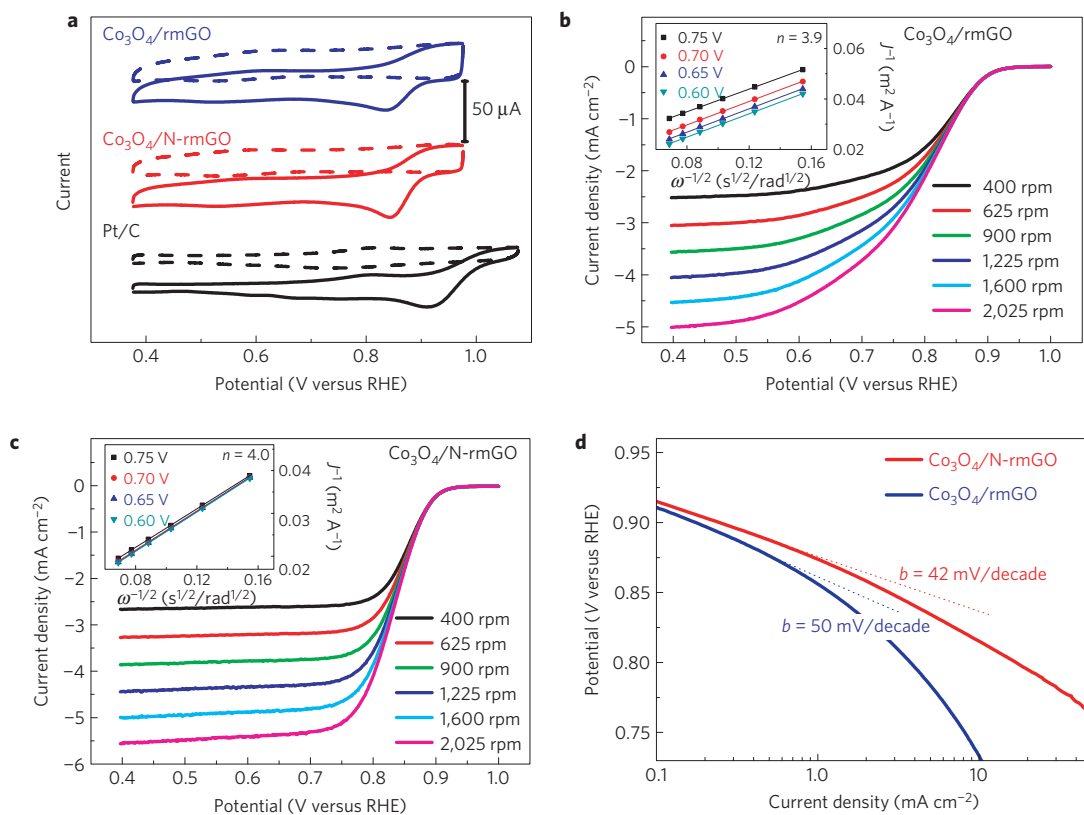 a
Co₃O₄/rmGO
50 µA
Co₃O₄/N-rmGO
Pt/C
Current
0.4 0.6 0.8 1.0
Potential (V versus RHE)
b
Co₃O₄/rmGO
0.75 V
0.70 V
0.65 V
0.60 V
n = 3.9
0.06
0.04
0.02
J⁻¹ (m² A⁻¹)
0.08 0.12 0.16
ω⁻¹/² (s¹/²/rad¹/²)
0
−1
−2
−3
−4
−5
Current density (mA cm⁻²)
400 rpm
625 rpm
900 rpm
1,225 rpm
1,600 rpm
2,025 rpm
0.4 0.5 0.6 0.7 0.8 0.9 1.0
Potential (V versus RHE)
c
Co₃O₄/N-rmGO
0.75 V
0.70 V
0.65 V
0.60 V
n = 4.0
0.04
0.03
0.02
J⁻¹ (m² A⁻¹)
0.08 0.12 0.16
ω⁻¹/² (s¹/²/rad¹/²)
0
−1
−2
−3
−4
−5
−6
Current density (mA cm⁻²)
400 rpm
625 rpm
900 rpm
1,225 rpm
1,600 rpm
2,025 rpm
0.4 0.5 0.6 0.7 0.8 0.9 1.0
Potential (V versus RHE)
d
Co₃O₄/N-rmGO
Co₃O₄/rmGO
0.95
0.90
0.85
0.80
0.75
Potential (V versus RHE)
b = 42 mV/decade
b = 50 mV/decade
0.1 1.0 10
Current density (mA cm⁻²)